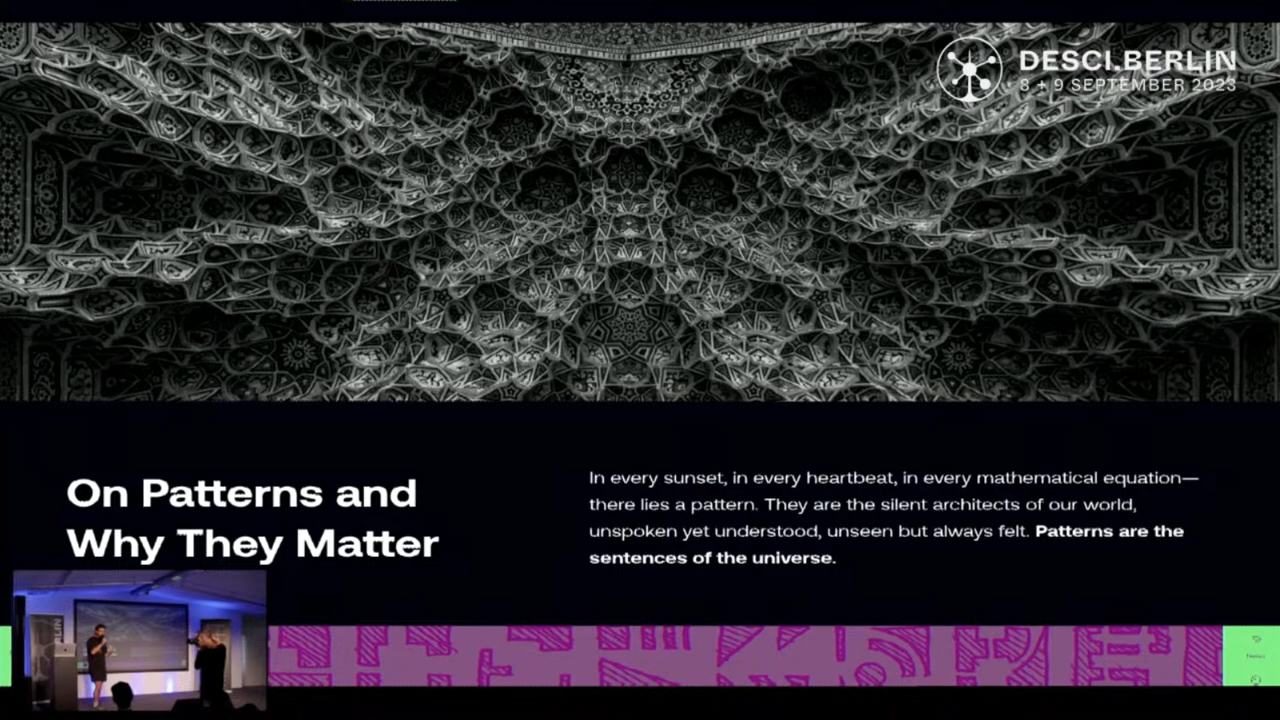 DESCI.BERLIN
8 + 9 SEPTEMBER 2023
On Patterns and
Why They Matter
In every sunset, in every heartbeat, in every mathematical equation—
there lies a pattern. They are the silent architects of our world,
unspoken yet understood, unseen but always felt. Patterns are the
sentences of the universe.